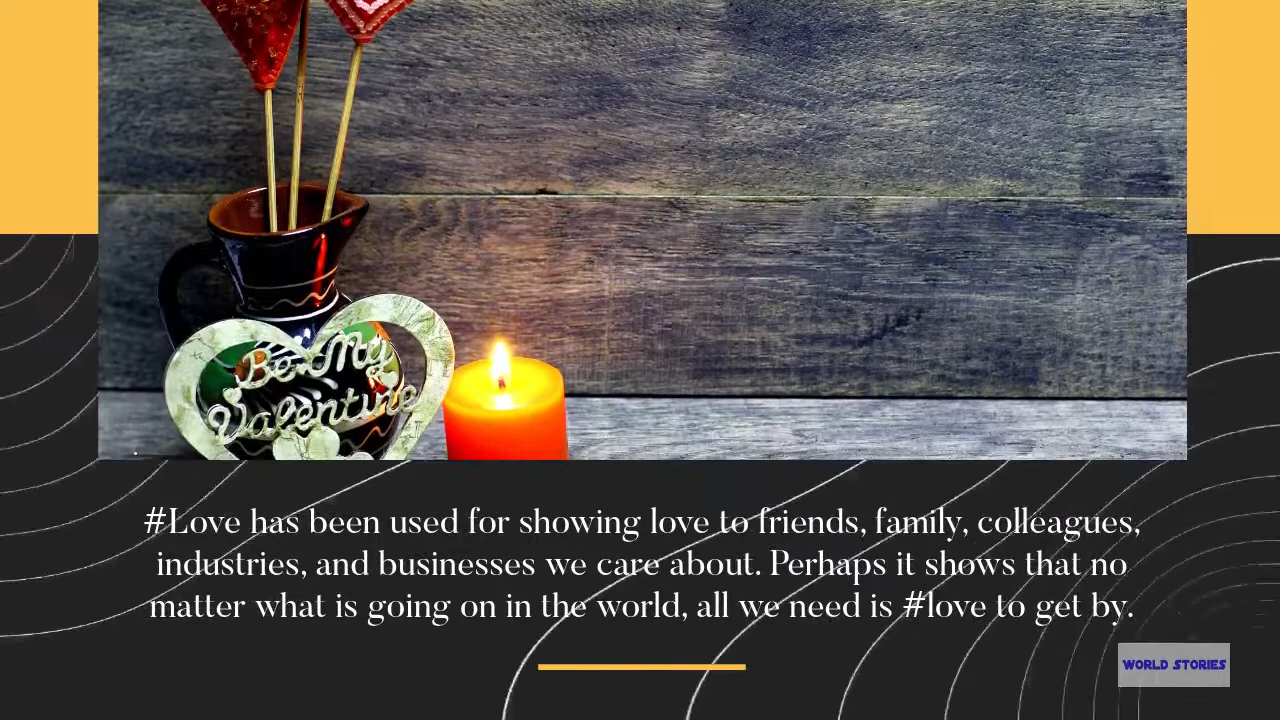 Be My
Valentine
#Love has been used for showing love to friends, family, colleagues,
industries, and businesses we care about. Perhaps it shows that no
matter what is going on in the world, all we need is #love to get by.
WORLD STORIES